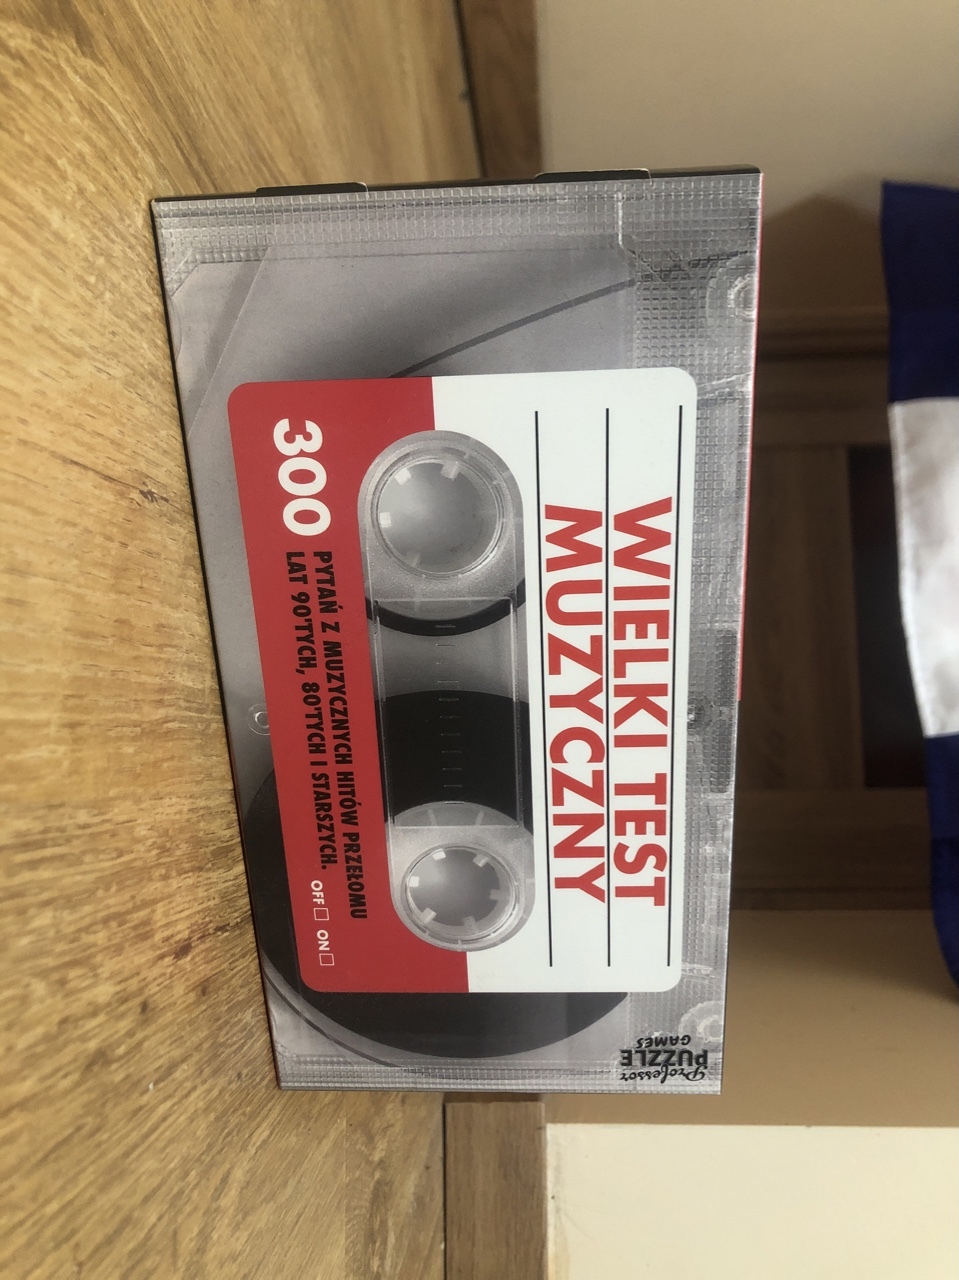 WIELKI TEST
MUZYCZNY
300
PYTAŃ Z MUZYCZNYCH HITÓW PRZEŁOMU
LAT 90'TYCH, 80'TYCH I STARSZYCH.
OFF ON
Professor
PUZZLE
GAMES